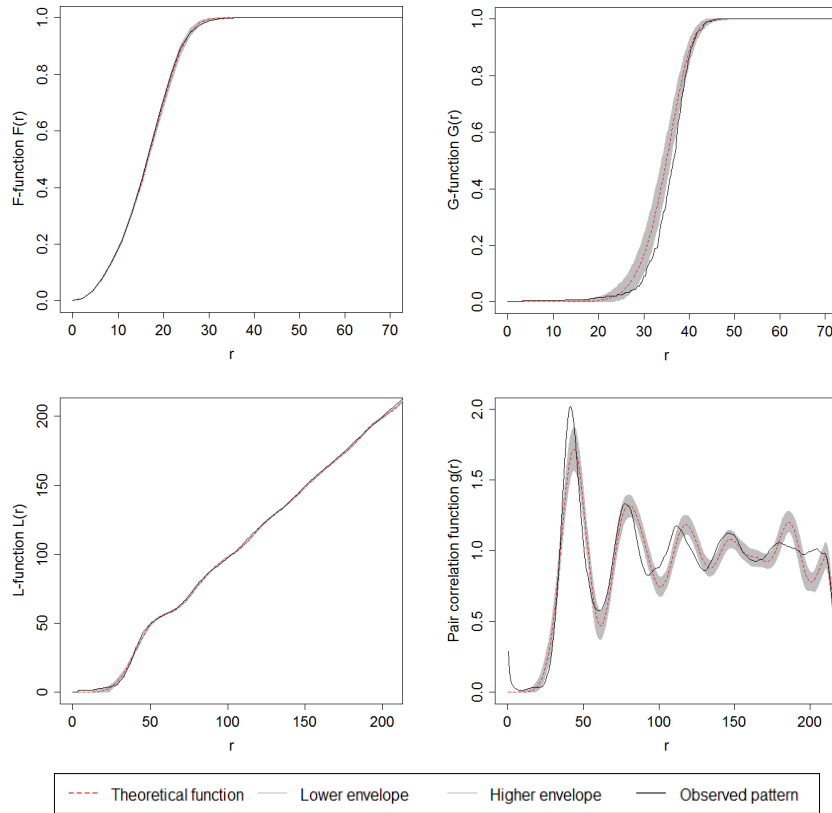 F-function F(r)
0.0 0.2 0.4 0.6 0.8 1.0
0 10 20 30 40 50 60 70
r
G-function G(r)
0.0 0.2 0.4 0.6 0.8 1.0
0 10 20 30 40 50 60 70
r
L-function L(r)
0 50 100 150 200
0 50 100 150 200
r
Pair correlation function g(r)
0.0 0.5 1.0 1.5 2.0
0 50 100 150 200
r
Theoretical function Lower envelope Higher envelope Observed pattern